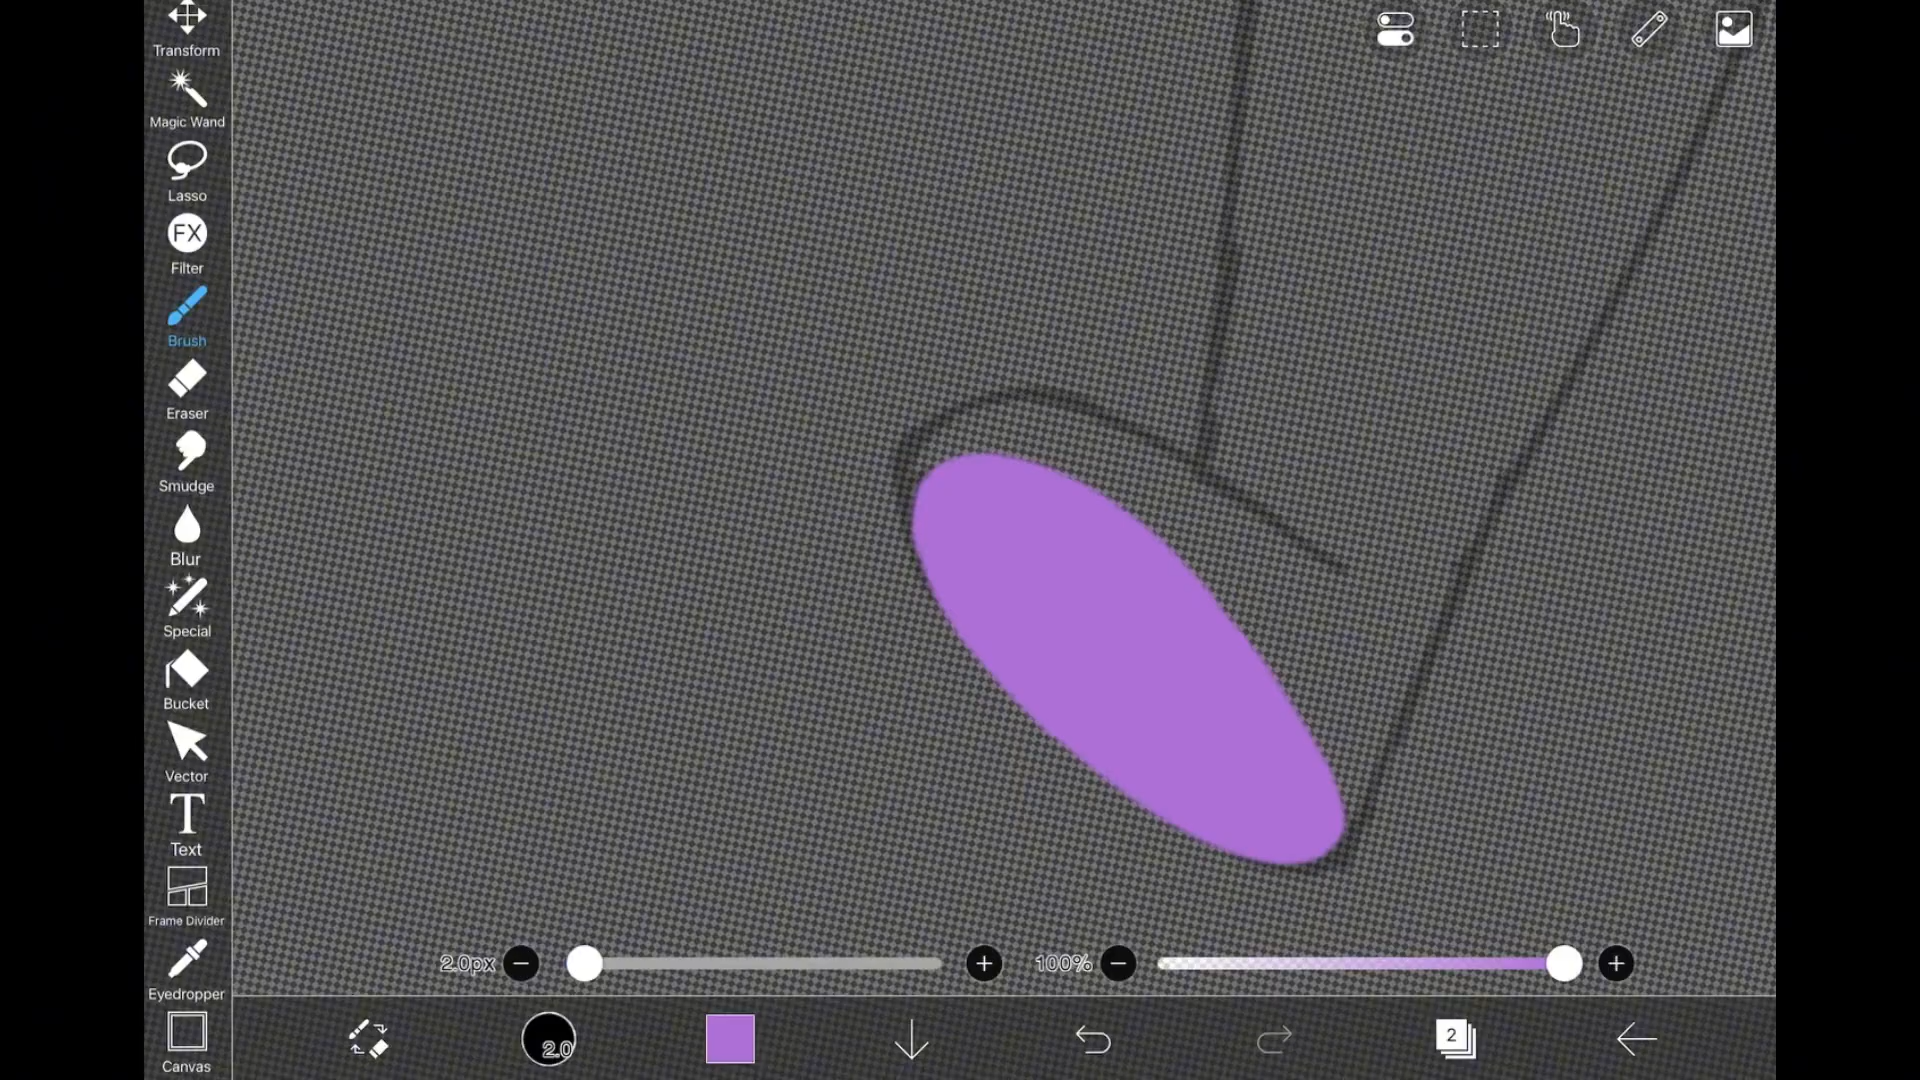 Transform
Magic Wand
Lasso
FX
Filter
Brush
Eraser
Smudge
Blur
Special
Bucket
Vector
T
Text
Frame Divider
Eyedropper
Canvas
2.0px
100%
2.0
2